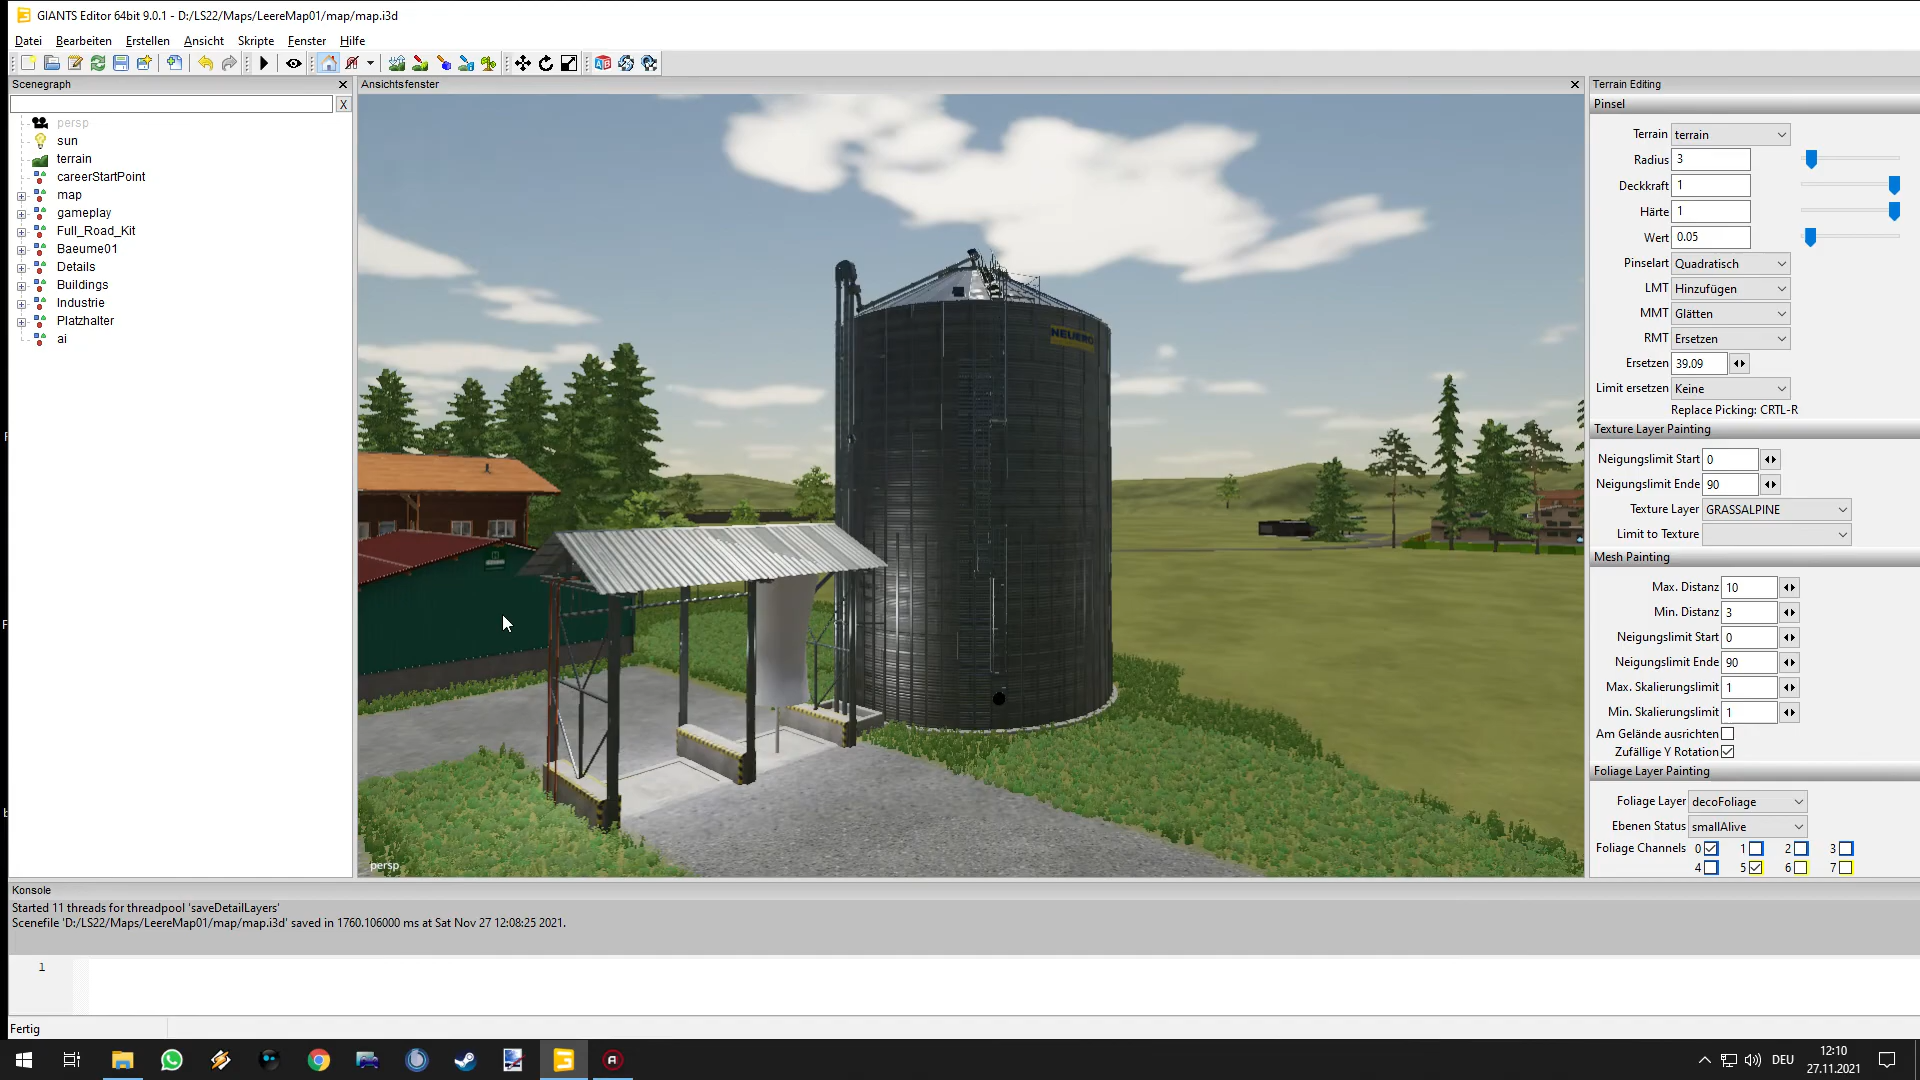 GIANTS Editor 64bit 9.0.1 - D:/LS22/Maps/LeereMap01/map/map.i3d
Datei Bearbeiten Erstellen Ansicht Skripte Fenster Hilfe
Scenegraph
X
persp
sun
terrain
careerStartPoint
map
gameplay
Full_Road_Kit
Baeume01
Details
Buildings
Industrie
Platzhalter
ai
Ansichtsfenster
NEUERO
persp
Terrain Editing
Pinsel
Terrain terrain
Radius 3
Deckkraft 1
Härte 1
Wert 0.05
Pinselart Quadratisch
LMT Hinzufügen
MMT Glätten
RMT Ersetzen
Ersetzen 39.09
Limit ersetzen Keine
Replace Picking: CRTL-R
Texture Layer Painting
Neigungslimit Start 0
Neigungslimit Ende 90
Texture Layer GRASSALPINE
Limit to Texture
Mesh Painting
Max. Distanz 10
Min. Distanz 3
Neigungslimit Start 0
Neigungslimit Ende 90
Max. Skalierungslimit 1
Min. Skalierungslimit 1
Am Gelände ausrichten
Zufällige Y Rotation
Foliage Layer Painting
Foliage Layer decoFoliage
Ebenen Status smallAlive
Foliage Channels 0 1 2 3
4 5 6 7
Konsole
Started 11 threads for threadpool 'saveDetailLayers'
Scenefile 'D:/LS22/Maps/LeereMap01/map/map.i3d' saved in 1760.106000 ms at Sat Nov 27 12:08:25 2021.
1
Fertig
DEU
12:10
27.11.2021